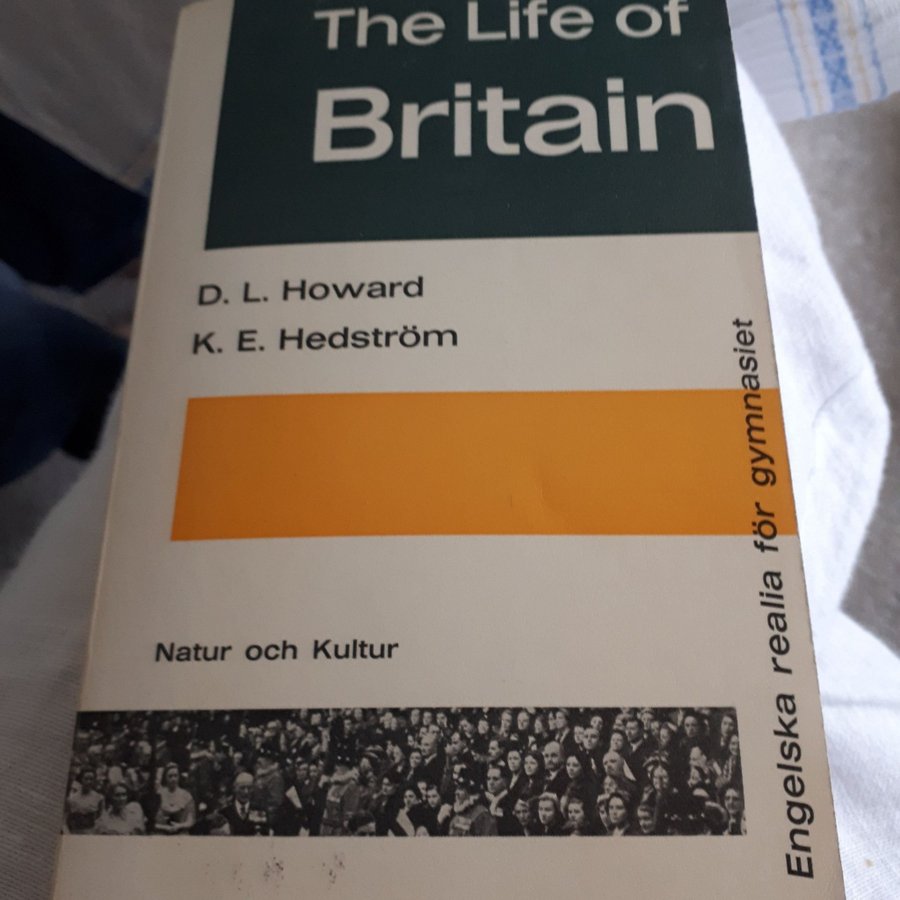 The Life of
Britain
D. L. Howard
K. E. Hedström
Engelska realia för gymnasiet
Natur och Kultur